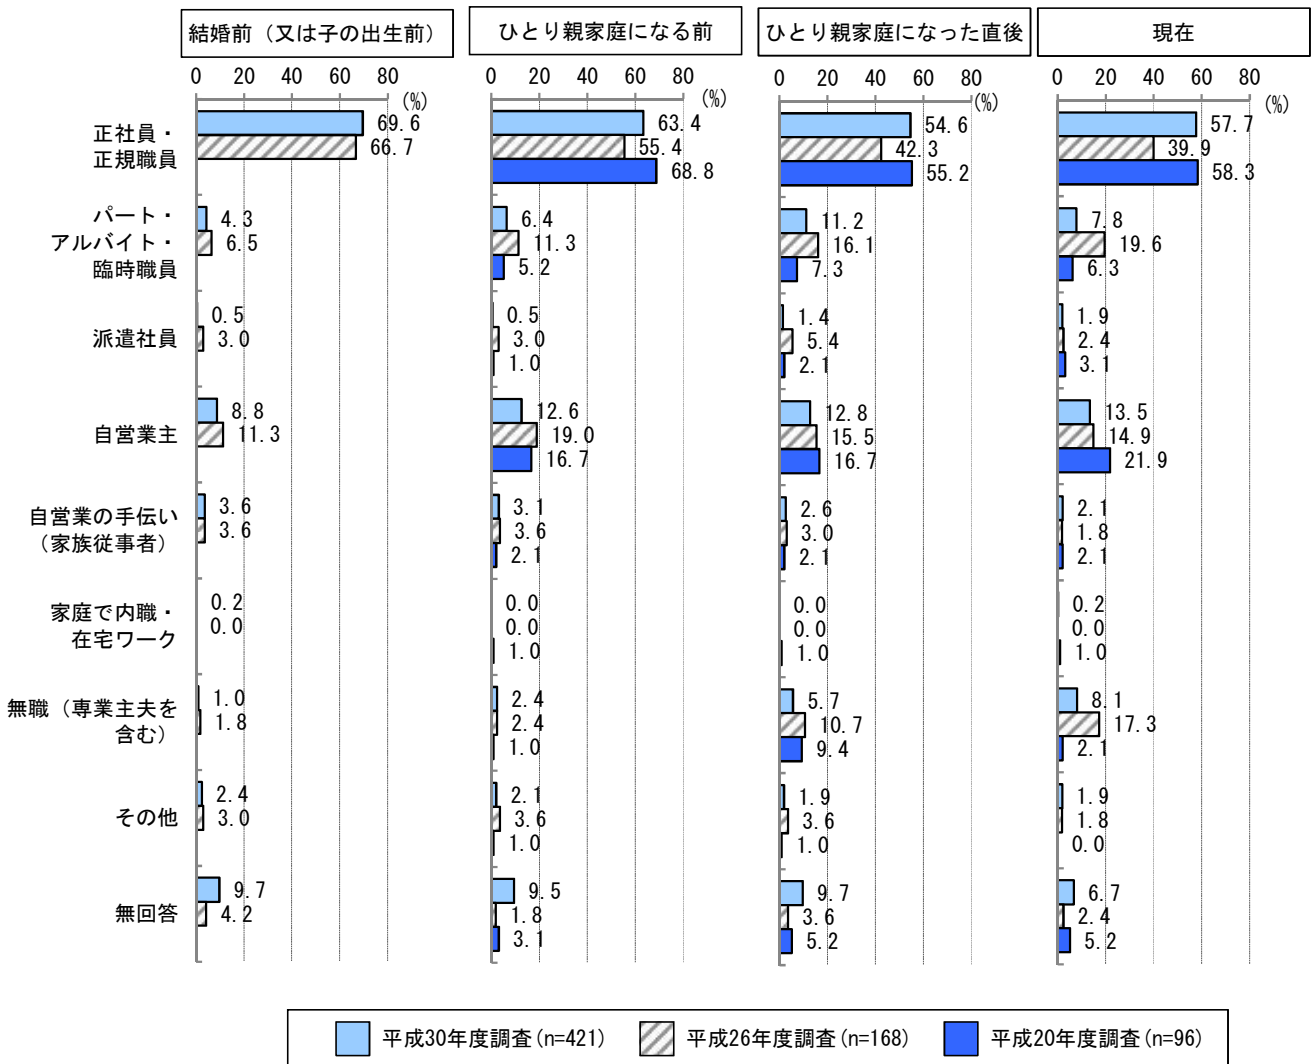 結婚前（又は子の出生前） ひとり親家庭になる前 ひとり親家庭になった直後 現在
0 20 40 60 80 0 20 40 60 80 0 20 40 60 80 0 20 40 60 80
(%) (%) (%) (%)
正社員・
正規職員
69.6 63.4 54.6 57.7
66.7 55.4 42.3 39.9
68.8 55.2 58.3
パート・
アルバイト・
臨時職員
4.3 6.4 11.2 7.8
6.5 11.3 16.1 19.6
5.2 7.3 6.3
派遣社員
0.5 0.5 1.4 1.9
3.0 3.0 5.4 2.4
1.0 2.1 3.1
自営業主
8.8 12.6 12.8 13.5
11.3 19.0 15.5 14.9
16.7 16.7 21.9
自営業の手伝い
（家族従事者）
3.6 3.1 2.6 2.1
3.6 3.6 3.0 1.8
2.1 2.1 2.1
家庭で内職・
在宅ワーク
0.2 0.0 0.0 0.2
0.0 0.0 0.0 0.0
1.0 1.0 1.0
無職（専業主夫を
含む）
1.0 2.4 5.7 8.1
1.8 2.4 10.7 17.3
1.0 9.4 2.1
その他
2.4 2.1 1.9 1.9
3.0 3.6 3.6 1.8
1.0 1.0 0.0
無回答
9.7 9.5 9.7 6.7
4.2 1.8 3.6 2.4
3.1 5.2 5.2
平成30年度調査(n=421) 平成26年度調査(n=168) 平成20年度調査(n=96)